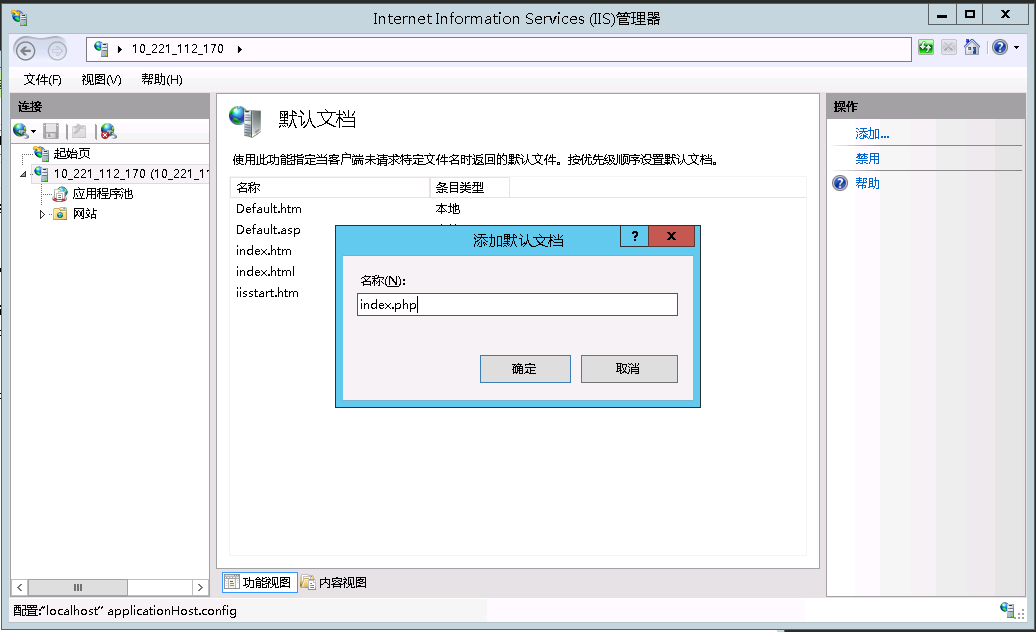 Internet Information Services (IIS)管理器
10_221_112_170
文件(F) 视图(V) 帮助(H)
连接
起始页
10_221_112_170 (10_221_11
应用程序池
网站
默认文档
使用此功能指定当客户端未请求特定文件名时返回的默认文件。按优先级顺序设置默认文档。
名称 条目类型
Default.htm 本地
Default.asp
index.htm
index.html
iisstart.htm
添加默认文档
?
X
名称(N):
index.php
确定 取消
操作
添加...
禁用
帮助
功能视图 内容视图
配置:"localhost" applicationHost.config